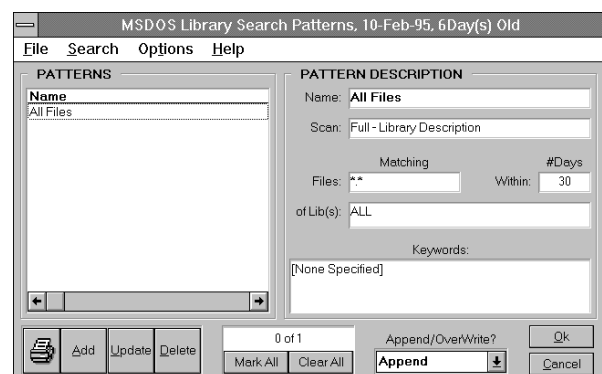 MSDOS Library Search Patterns, 10-Feb-95, 6Day(s) Old
File Search Options Help
PATTERNS
Name
All Files
PATTERN DESCRIPTION
Name: All Files
Scan: Full - Library Description
Matching #Days
Files: *.* Within: 30
of Lib(s): ALL
Keywords:
[None Specified]
Add Update Delete
0 of 1
Mark All Clear All
Append/OverWrite?
Append
Ok
Cancel